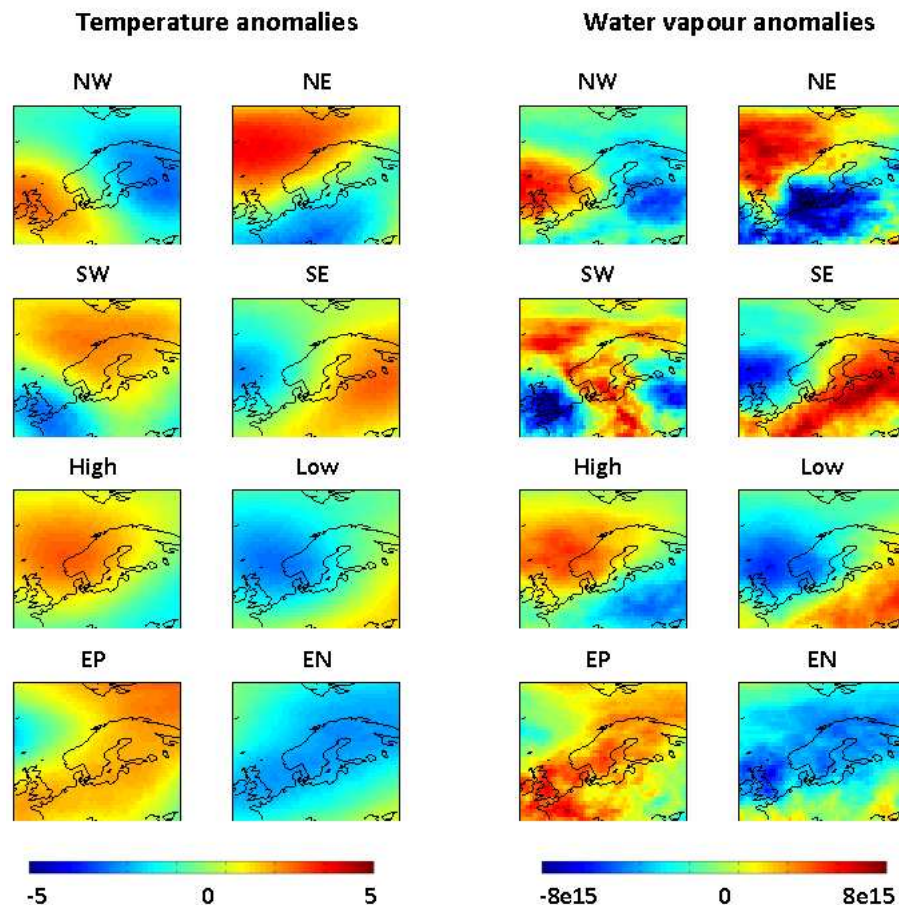 Temperature anomalies Water vapour anomalies
NW NE NW NE
SW SE SW SE
High Low High Low
EP EN EP EN
-5 0 5 -8e15 0 8e15